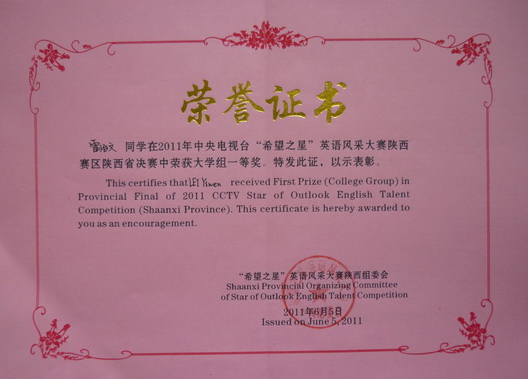 荣誉证书
同学在2011年中央电视台“希望之星”英语风采大赛陕西
赛区陕西省决赛中荣获大学组一等奖。特发此证，以示表彰。
This certifies that received First Prize (College Group) in
Provincial Final of 2011 CCTV Star of Outlook English Talent
Competition (Shaanxi Province). This certificate is hereby awarded to
you as an encouragement.
“希望之星”英语风采大赛陕西组委会
Shaanxi Provincial Organizing Committee
of Star of Outlook English Talent Competition
2011年6月5日
Issued on June 5, 2011